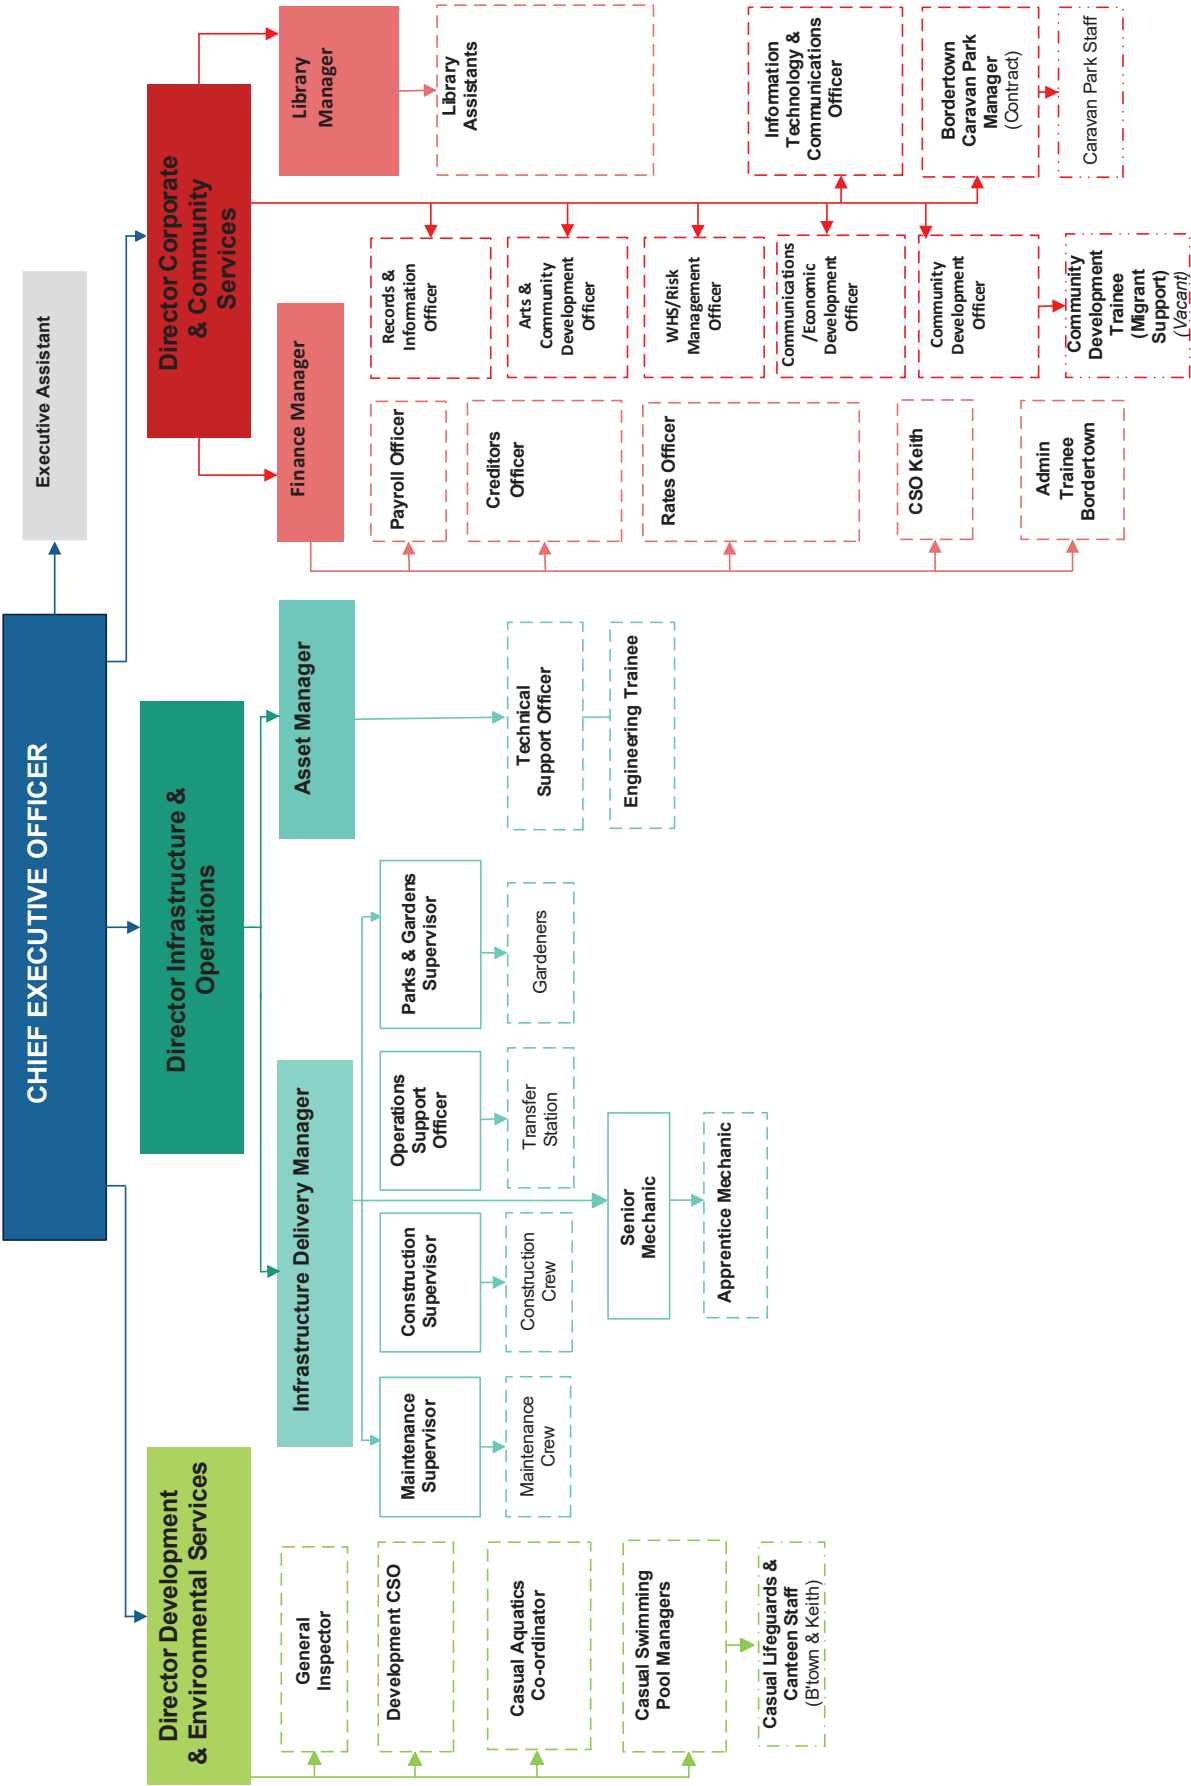 CHIEF EXECUTIVE OFFICER
Executive Assistant
Director Development
& Environmental Services
General
Inspector
Development CSO
Casual Aquatics
Co-ordinator
Casual Swimming
Pool Managers
Casual Lifeguards &
Canteen Staff
(B'town & Keith)
Director Infrastructure &
Operations
Infrastructure Delivery Manager
Maintenance
Supervisor
Maintenance
Crew
Construction
Supervisor
Construction
Crew
Operations
Support
Officer
Transfer
Station
Parks & Gardens
Supervisor
Gardeners
Senior
Mechanic
Apprentice Mechanic
Asset Manager
Technical
Support Officer
Engineering Trainee
Director Corporate
& Community
Services
Finance Manager
Payroll Officer
Creditors
Officer
Rates Officer
CSO Keith
Admin
Trainee
Bordertown
Records &
Information
Officer
Arts &
Community
Development
Officer
WHS/Risk
Management
Officer
Communications
/Economic
Development
Officer
Community
Development
Officer
Community
Development
Trainee
(Migrant
Support)
(Vacant)
Library
Manager
Library
Assistants
Information
Technology &
Communications
Officer
Bordertown
Caravan Park
Manager
(Contract)
Caravan Park Staff